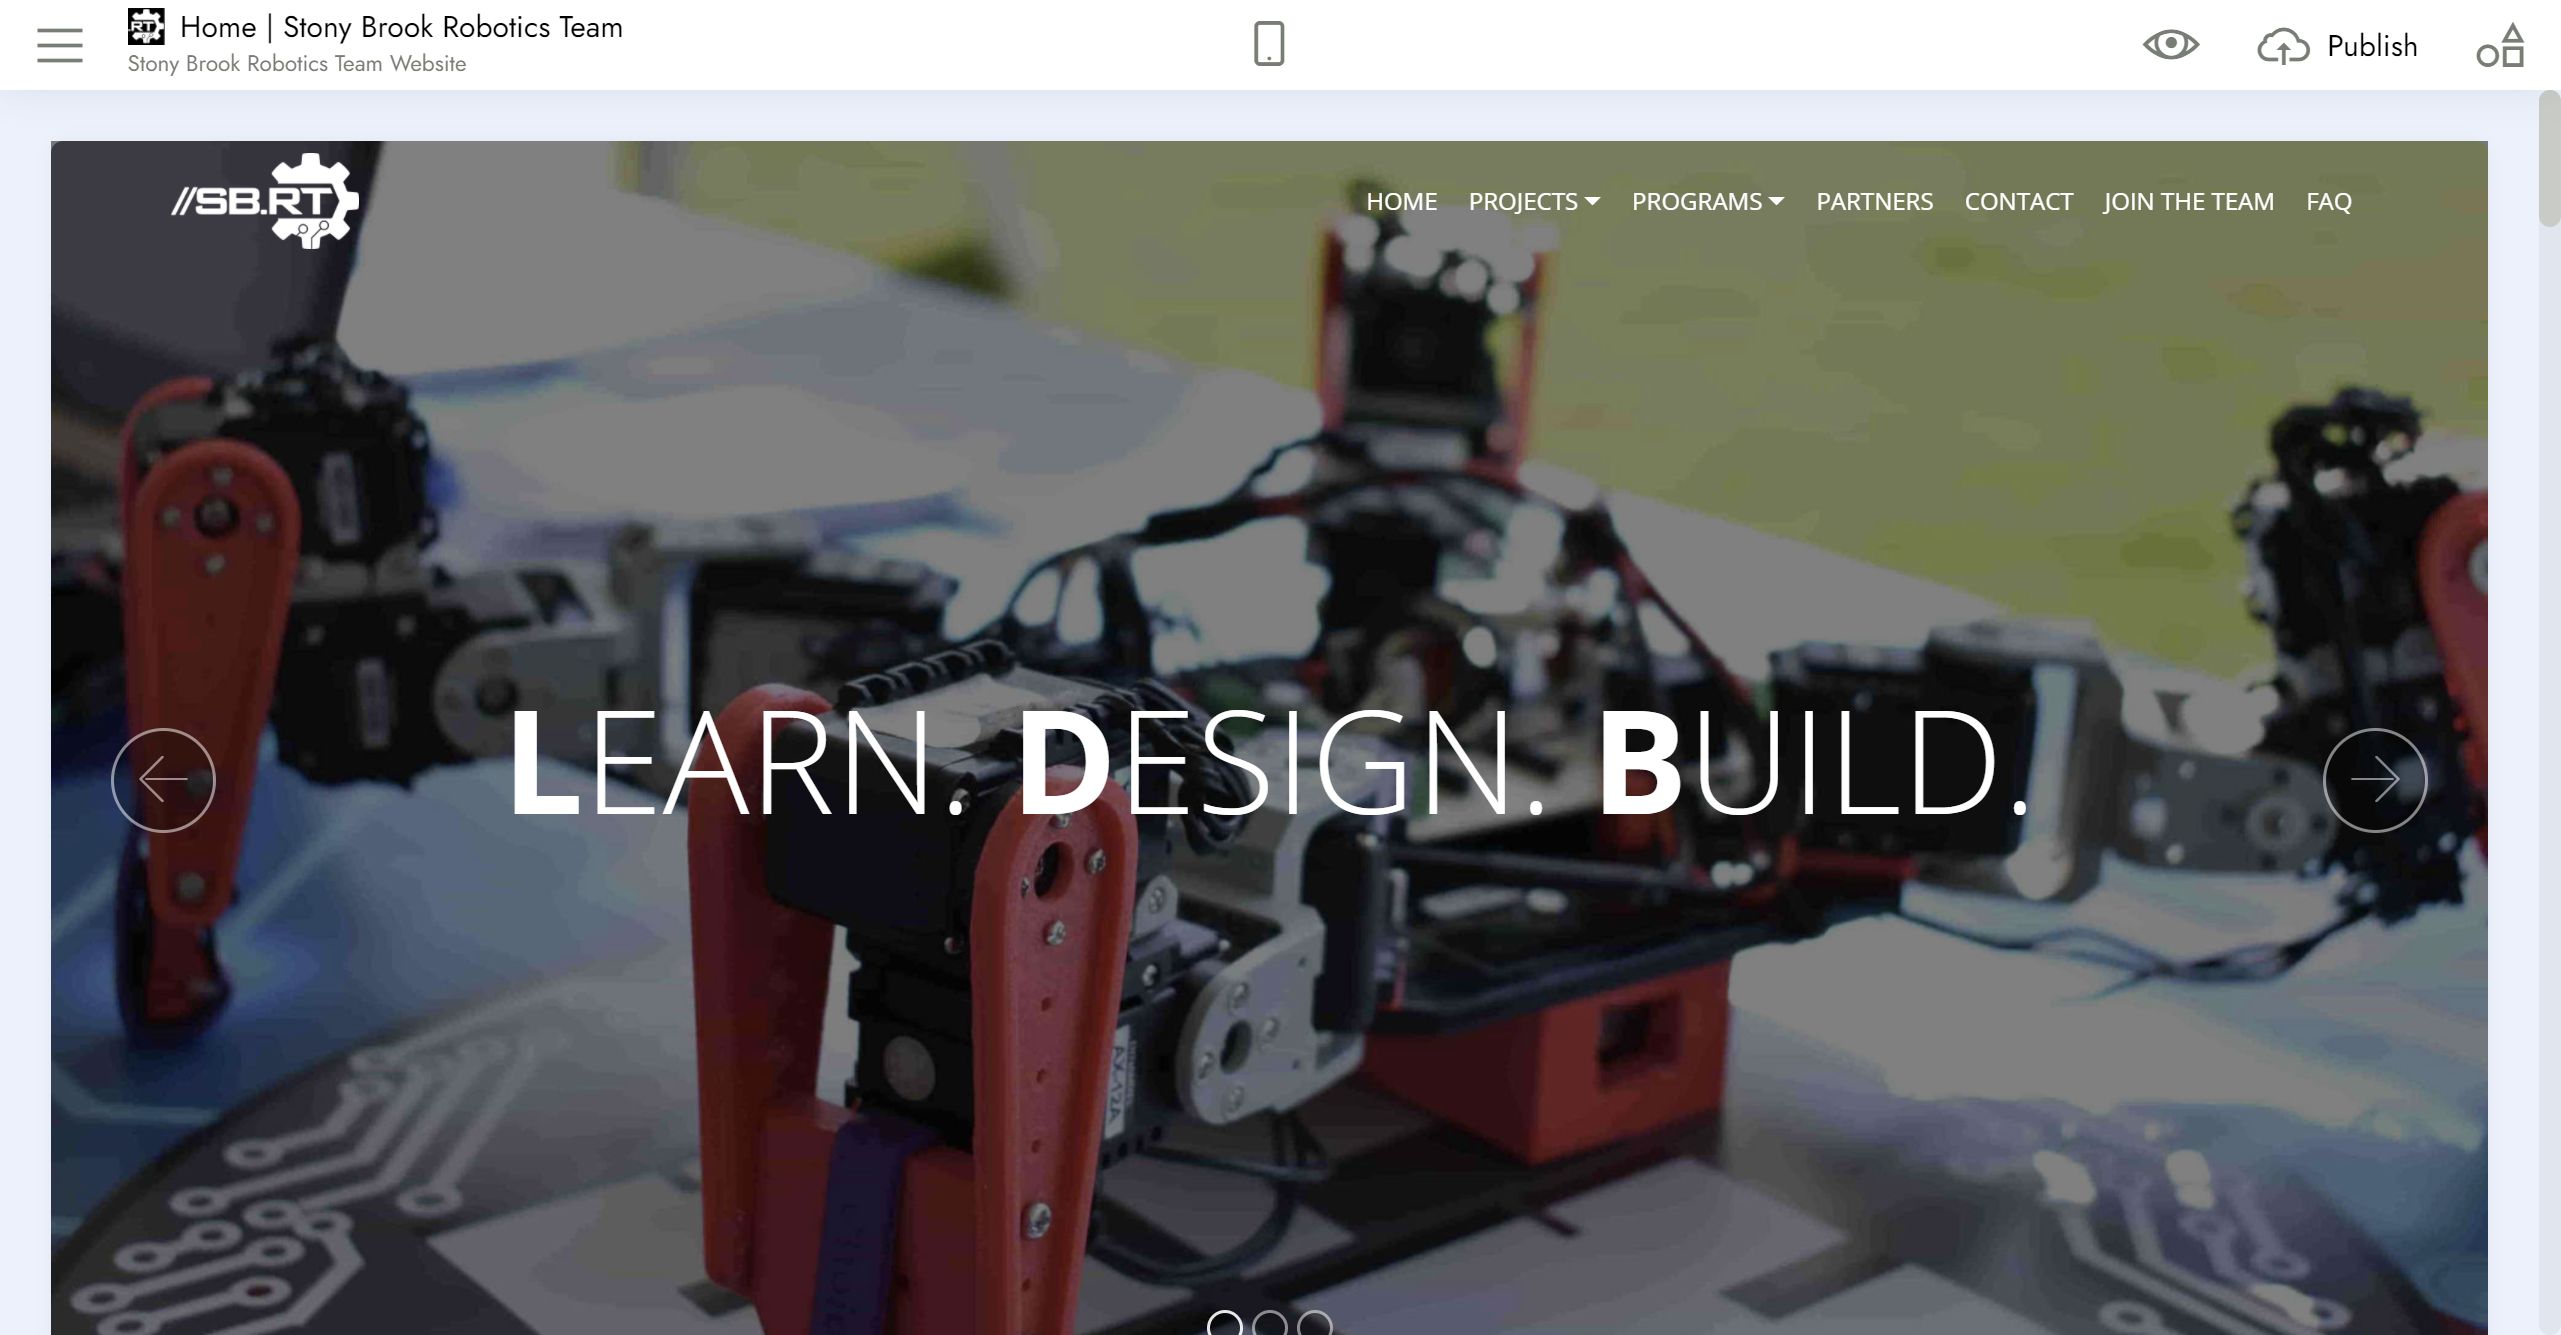 Home | Stony Brook Robotics Team
Stony Brook Robotics Team Website
Publish
//SB.RT
HOME PROJECTS PROGRAMS PARTNERS CONTACT JOIN THE TEAM FAQ
LEARN. DESIGN. BUILD.
AX-12A